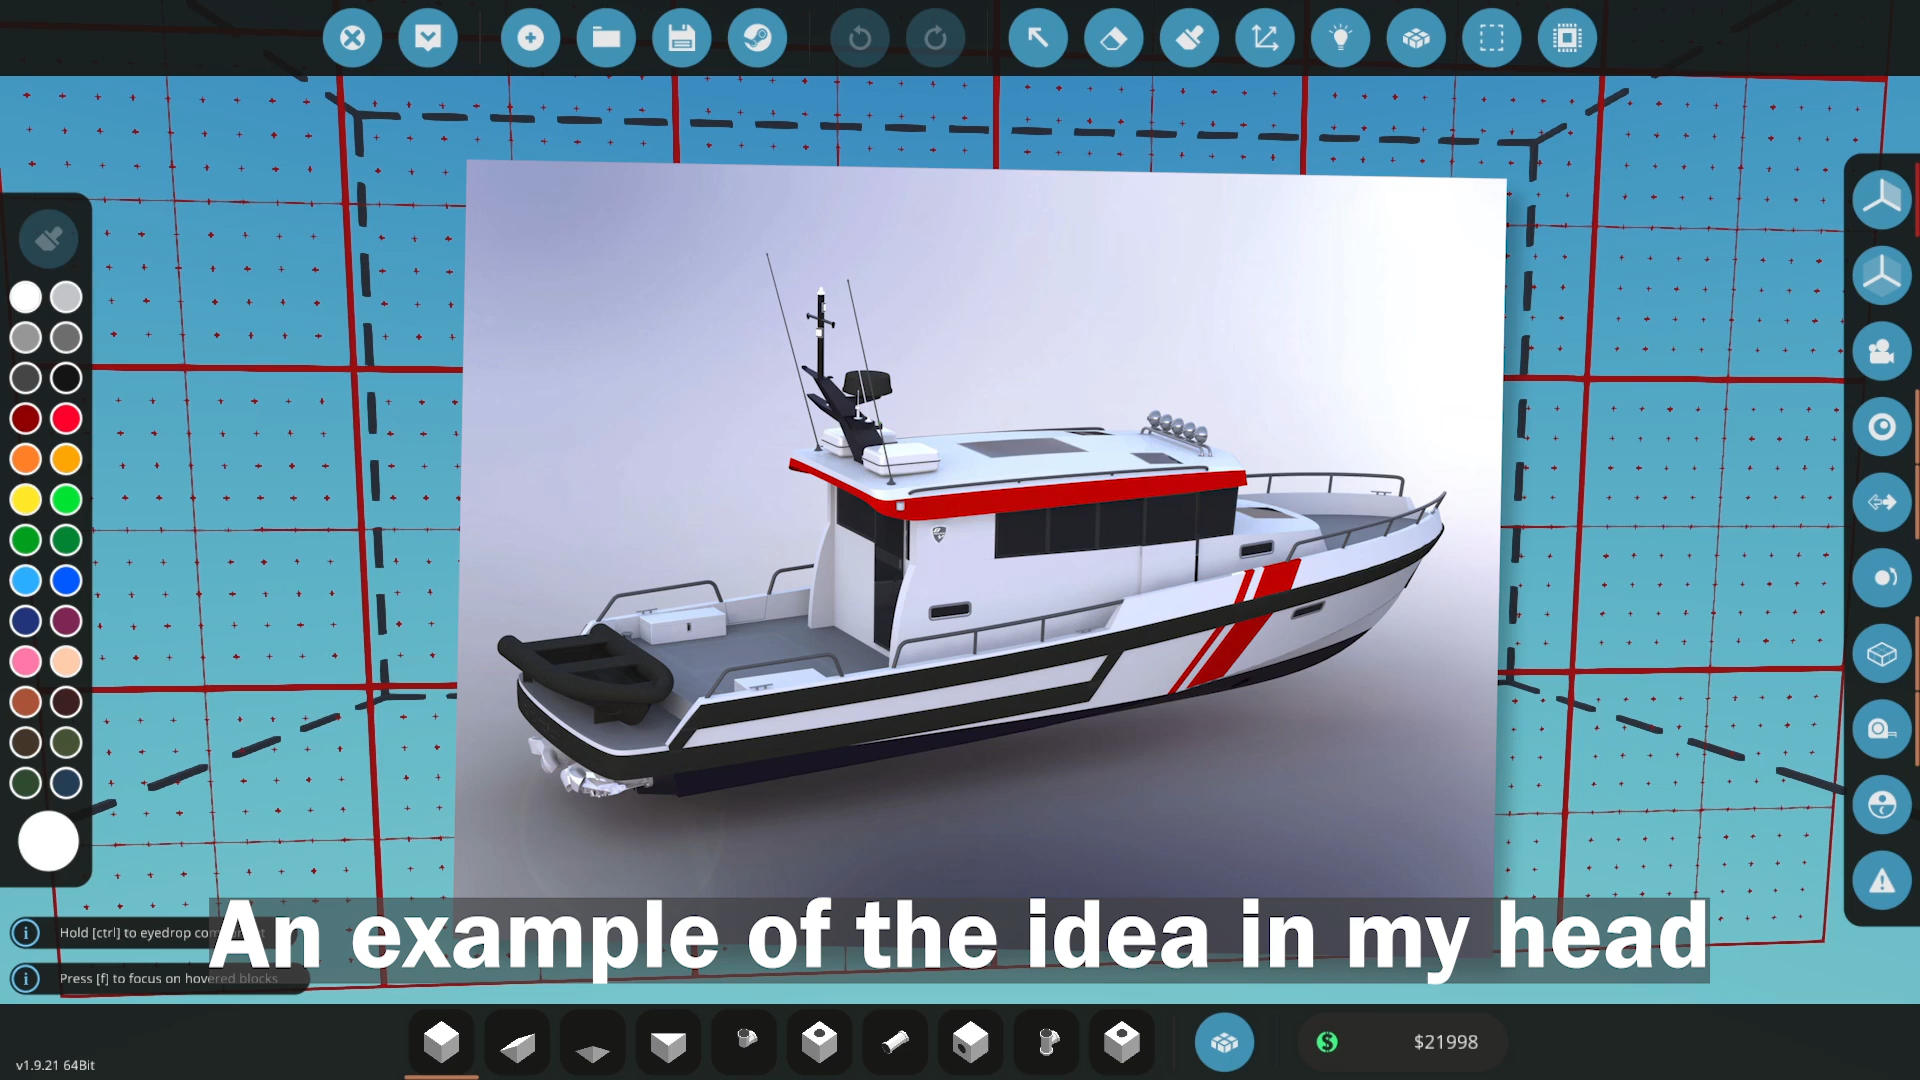 An example of the idea in my head
Hold [ctrl] to eyedrop com
Press [f] to focus on hovered blocks
v1.9.21 64Bit
$21998